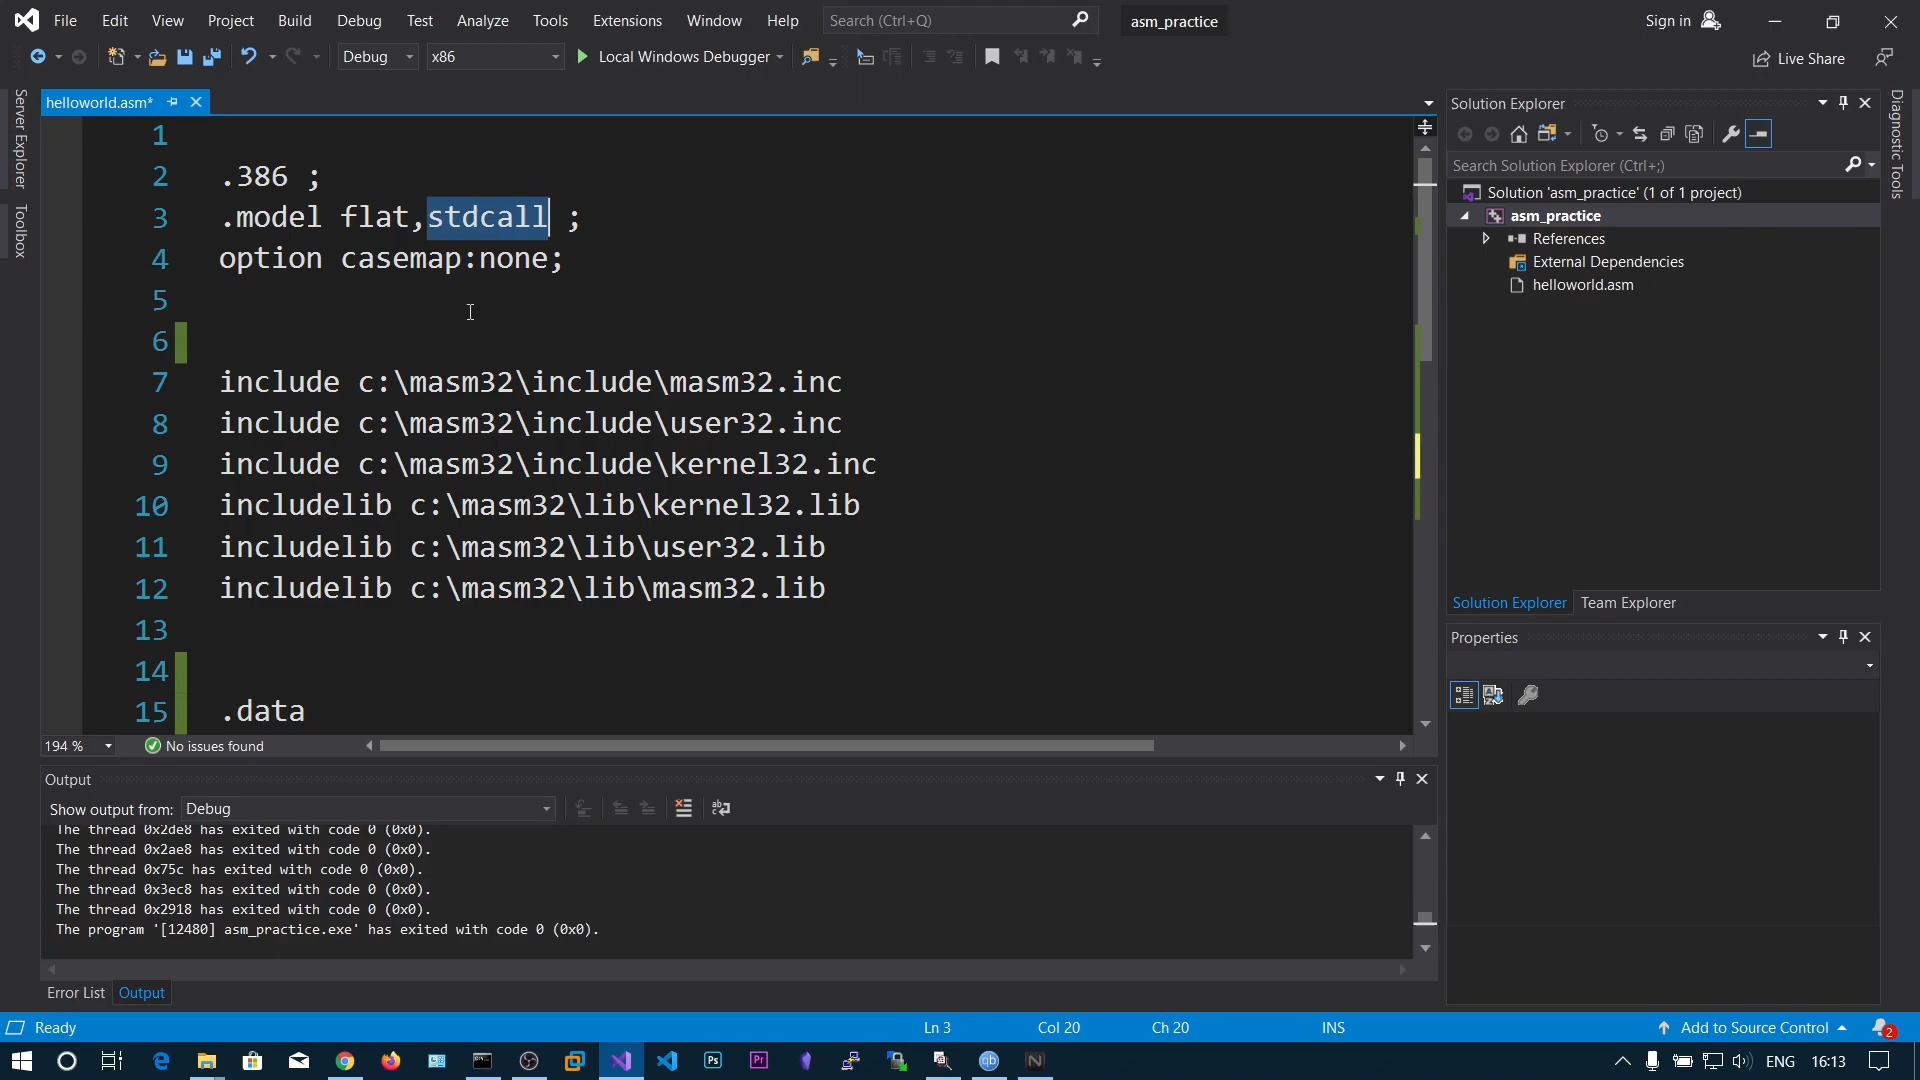 File Edit View Project Build Debug Test Analyze Tools Extensions Window Help Search (Ctrl+Q) asm_practice Sign in
Debug x86 Local Windows Debugger Live Share
helloworld.asm*
Server Explorer
Toolbox
1
2 .386 ;
3 .model flat,stdcall ;
4 option casemap:none;
5
6
7 include c:\masm32\include\masm32.inc
8 include c:\masm32\include\user32.inc
9 include c:\masm32\include\kernel32.inc
10 includelib c:\masm32\lib\kernel32.lib
11 includelib c:\masm32\lib\user32.lib
12 includelib c:\masm32\lib\masm32.lib
13
14
15 .data
194 % No issues found
Output
Show output from: Debug
The thread 0x2de8 has exited with code 0 (0x0).
The thread 0x2ae8 has exited with code 0 (0x0).
The thread 0x75c has exited with code 0 (0x0).
The thread 0x3ec8 has exited with code 0 (0x0).
The thread 0x2918 has exited with code 0 (0x0).
The program '[12480] asm_practice.exe' has exited with code 0 (0x0).
Error List Output
Solution Explorer
Search Solution Explorer (Ctrl+;)
Solution 'asm_practice' (1 of 1 project)
asm_practice
References
External Dependencies
helloworld.asm
Solution Explorer Team Explorer
Properties
Diagnostic Tools
Ready Ln 3 Col 20 Ch 20 INS Add to Source Control 2
Ps Pr qb N ENG 16:13